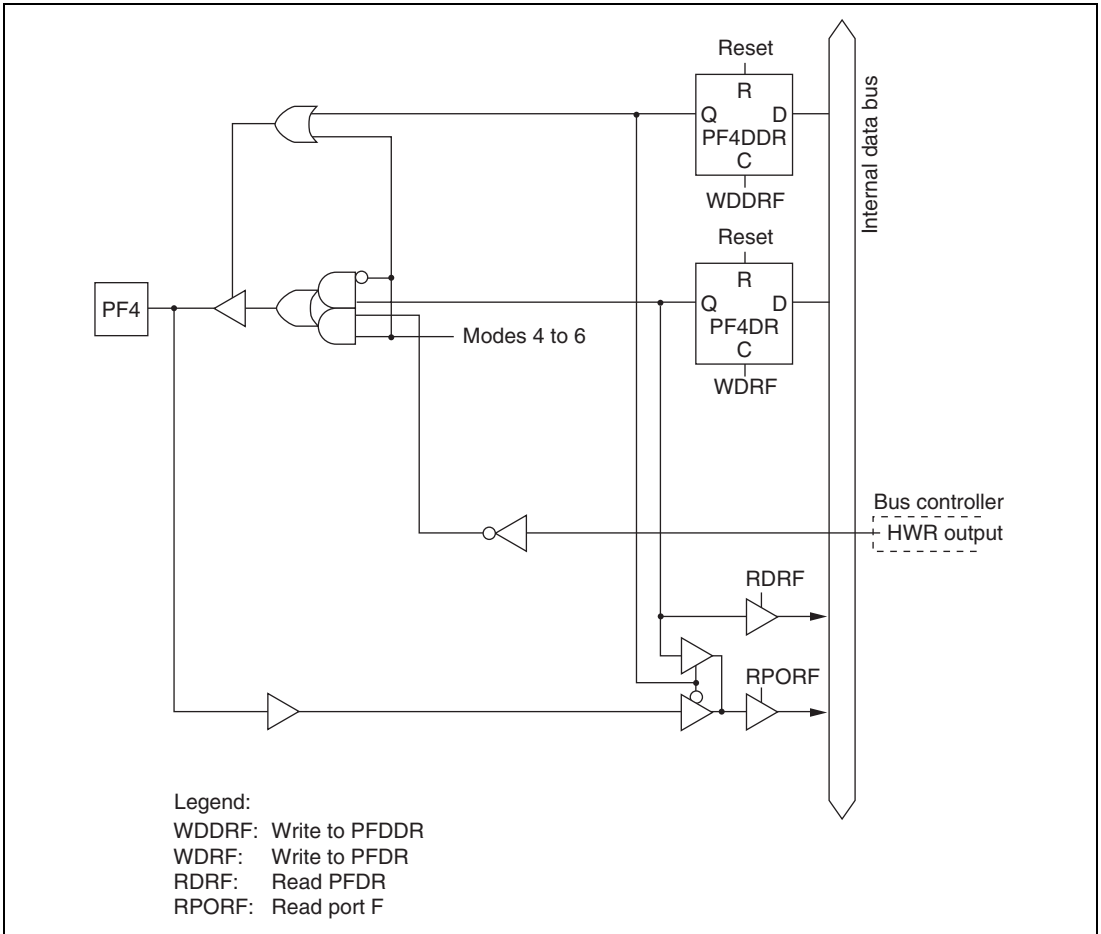 Reset
R
Q D
PF4DDR
C
WDDRF
Internal data bus
Reset
R
Q D
PF4DR
C
WDRF
PF4
Modes 4 to 6
Bus controller
HWR output
RDRF
RPORF
Legend:
WDDRF: Write to PFDDR
WDRF: Write to PFDR
RDRF: Read PFDR
RPORF: Read port F